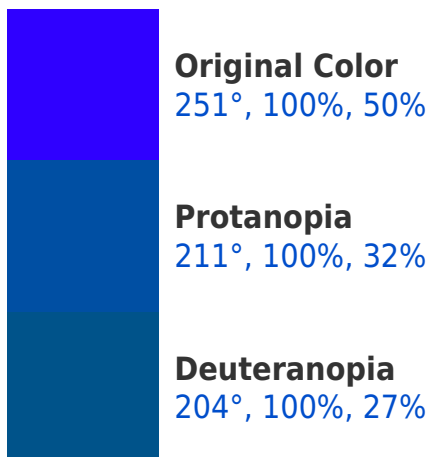 Original Color
251°, 100%, 50%
Protanopia
211°, 100%, 32%
Deuteranopia
204°, 100%, 27%